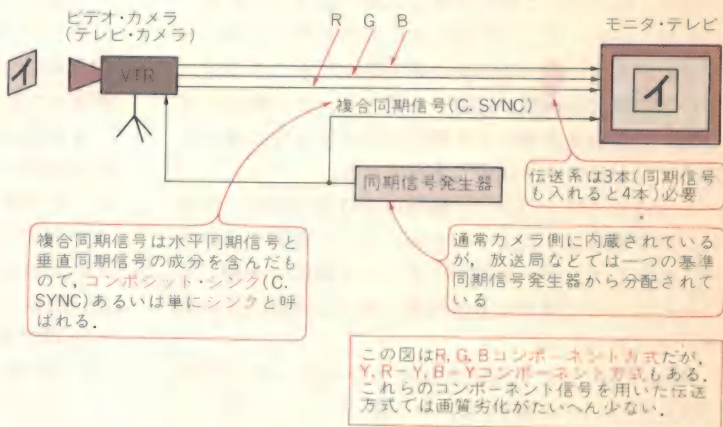 ビデオ・カメラ
(テレビ・カメラ)
R G B
モニタ・テレビ
イ
VTR
イ
複合同期信号(C. SYNC)
同期信号発生器
伝送系は3本(同期信号
も入れると4本)必要
複合同期信号は水平同期信号と
垂直同期信号の成分を含んだも
ので,コンポジット・シンク(C.
SYNC)あるいは単にシンクと呼
ばれる.
通常カメラ側に内蔵されている
が,放送局などでは一つの基準
同期信号発生器から分配されて
いる
この図はR, G, Bコンポーネント方式だが,
Y, R-Y, B-Yコンポーネント方式もある.
これらのコンポーネント信号を用いた伝送
方式では画質劣化がたいへん少ない.